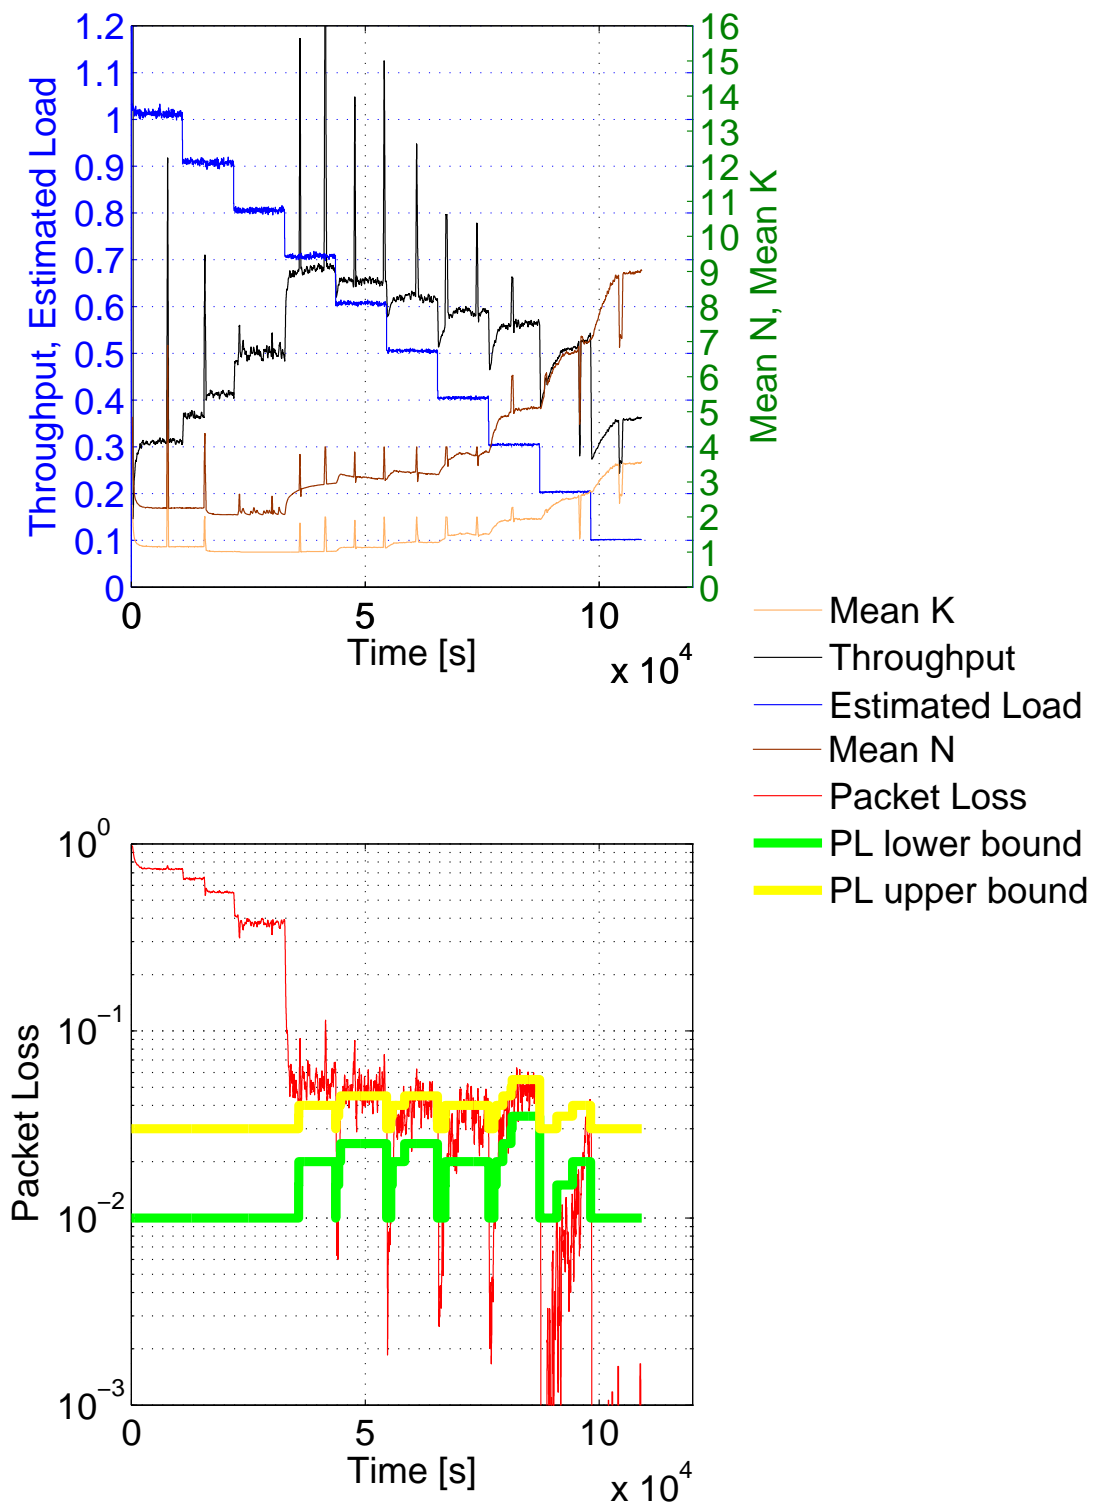 1.2
1.1
1
0.9
0.8
0.7
0.6
0.5
0.4
0.3
0.2
0.1
0
Throughput, Estimated Load
16
15
14
13
12
11
10
9
8
7
6
5
4
3
2
1
0
Mean N, Mean K
0 5 10
Time [s]
x 10^4
Mean K
Throughput
Estimated Load
Mean N
Packet Loss
PL lower bound
PL upper bound
10^0
10^−1
10^−2
10^−3
Packet Loss
0 5 10
Time [s]
x 10^4